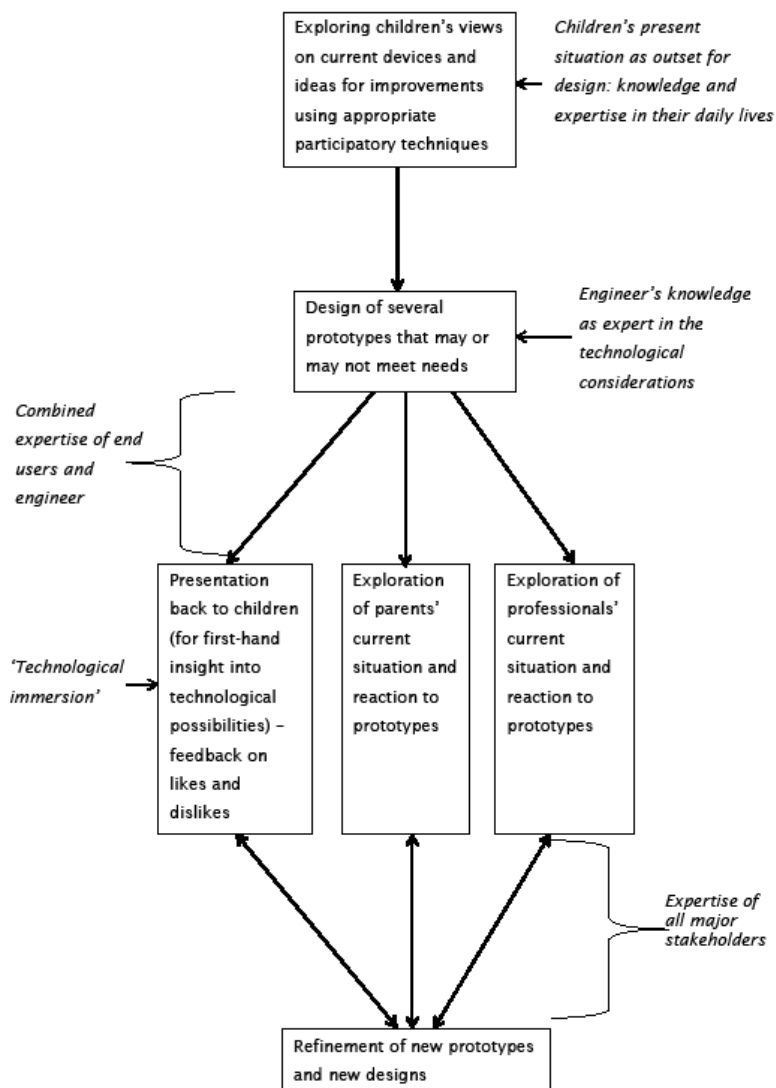 Exploring children's views
on current devices and
ideas for improvements
using appropriate
participatory techniques
Children's present
situation as outset for
design: knowledge and
expertise in their daily lives
Design of several
prototypes that may or
may not meet needs
Engineer's knowledge
as expert in the
technological
considerations
Combined
expertise of end
users and
engineer
Presentation
back to children
(for first-hand
insight into
technological
possibilities) –
feedback on
likes and
dislikes
Exploration
of parents'
current
situation and
reaction to
prototypes
Exploration of
professionals'
current
situation and
reaction to
prototypes
'Technological
immersion'
Expertise of
all major
stakeholders
Refinement of new prototypes
and new designs